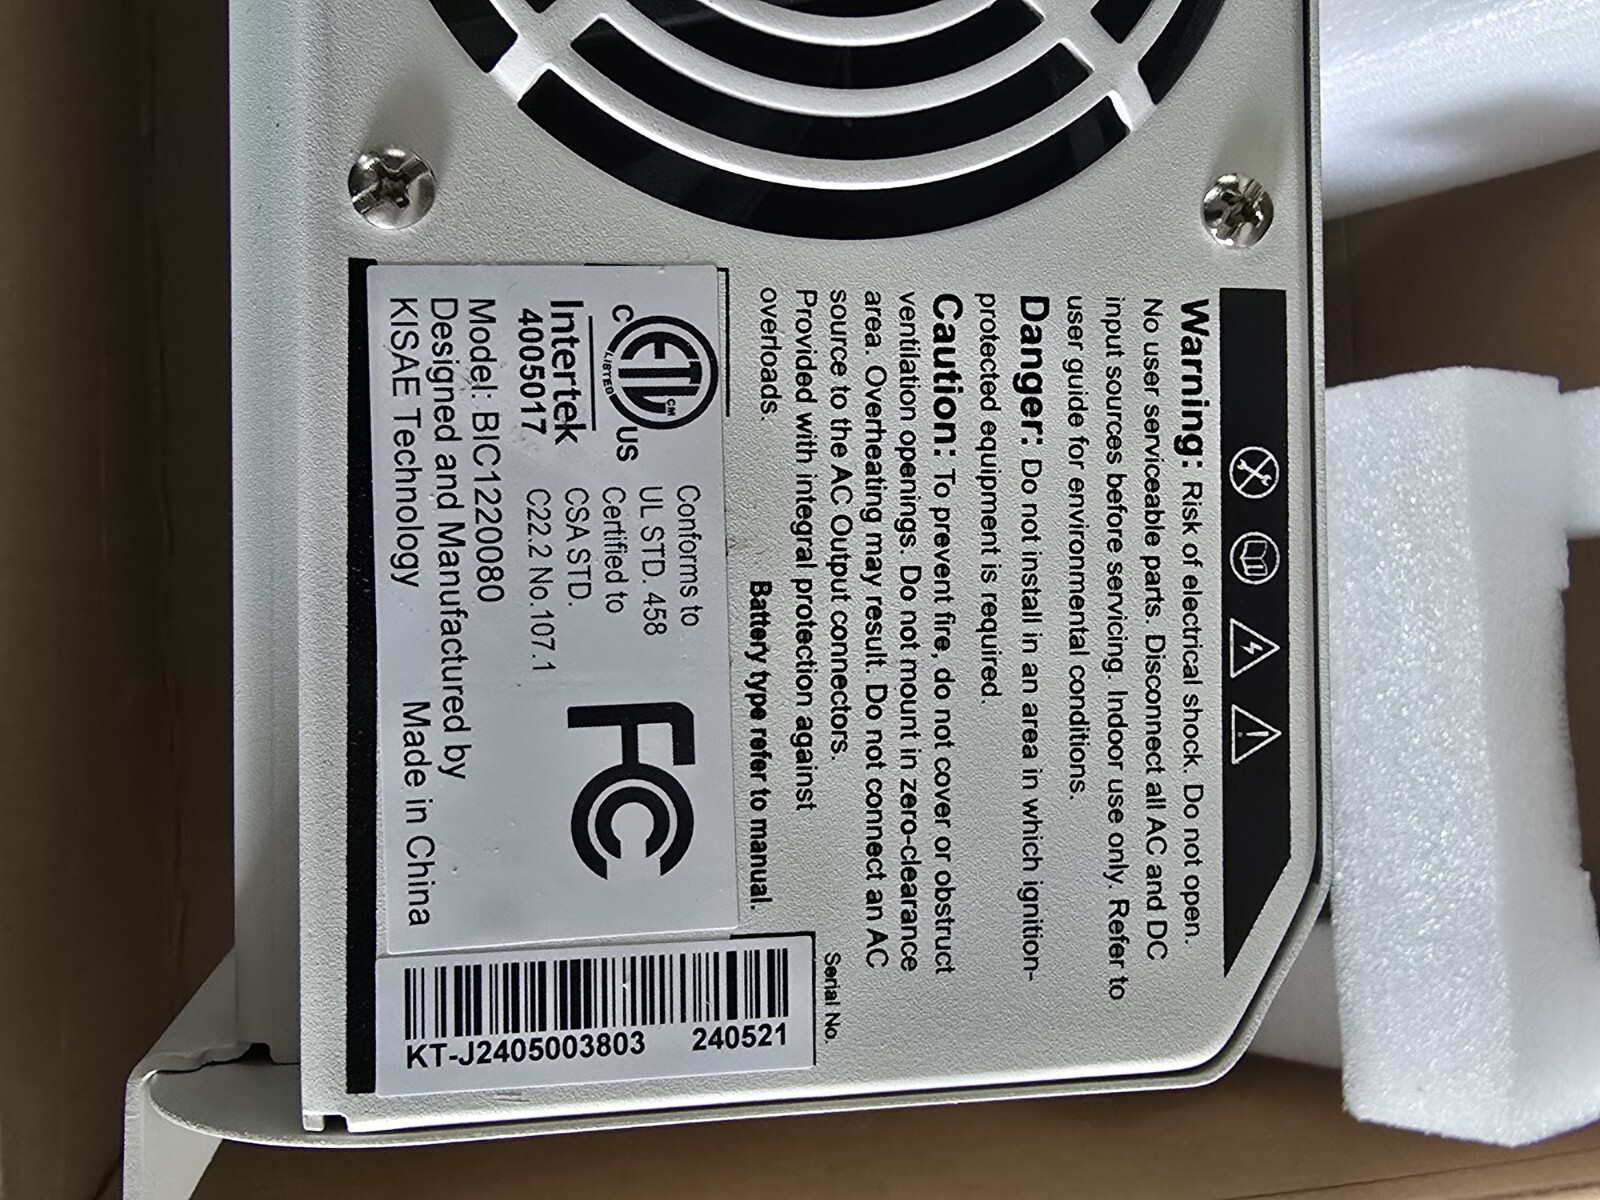 Warning: Risk of electrical shock. Do not open.
No user serviceable parts. Disconnect all AC and DC
input sources before servicing. Indoor use only. Refer to
user guide for environmental conditions.
Danger: Do not install in an area in which ignition-
protected equipment is required.
Caution: To prevent fire, do not cover or obstruct
ventilation openings. Do not mount in zero-clearance
area. Overheating may result. Do not connect an AC
source to the AC Output connectors.
Provided with integral protection against
overloads.
Battery type refer to manual.
ETL CM
LISTED
C US
Intertek
4005017
Conforms to
UL STD. 458
Certified to
CSA STD.
C22.2 No.107.1
FC
Model: BIC1220080
Designed and Manufactured by
KISAE Technology
Made in China
Serial No.
KT-J2405003803 240521